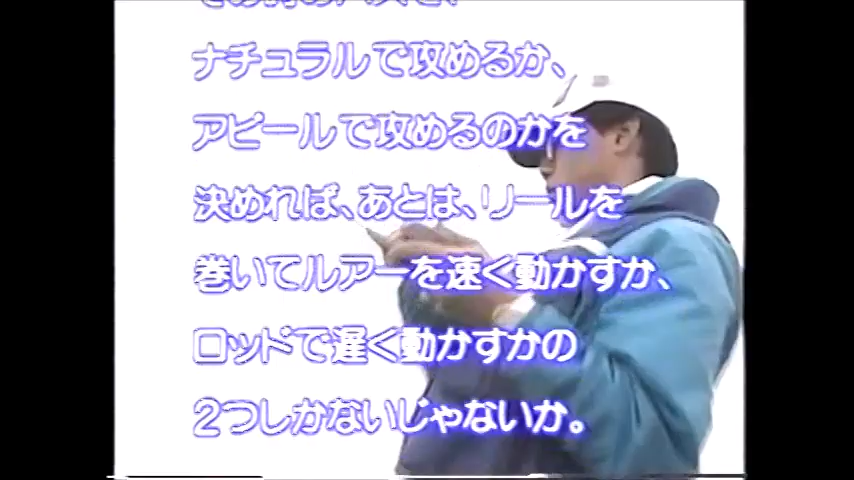 ナチュラルで攻めるか、
アピールで攻めるのかを
決めれば、あとは、リールを
巻いてルアーを速く動かすか、
ロッドで遅く動かすかの
2つしかないじゃないか。